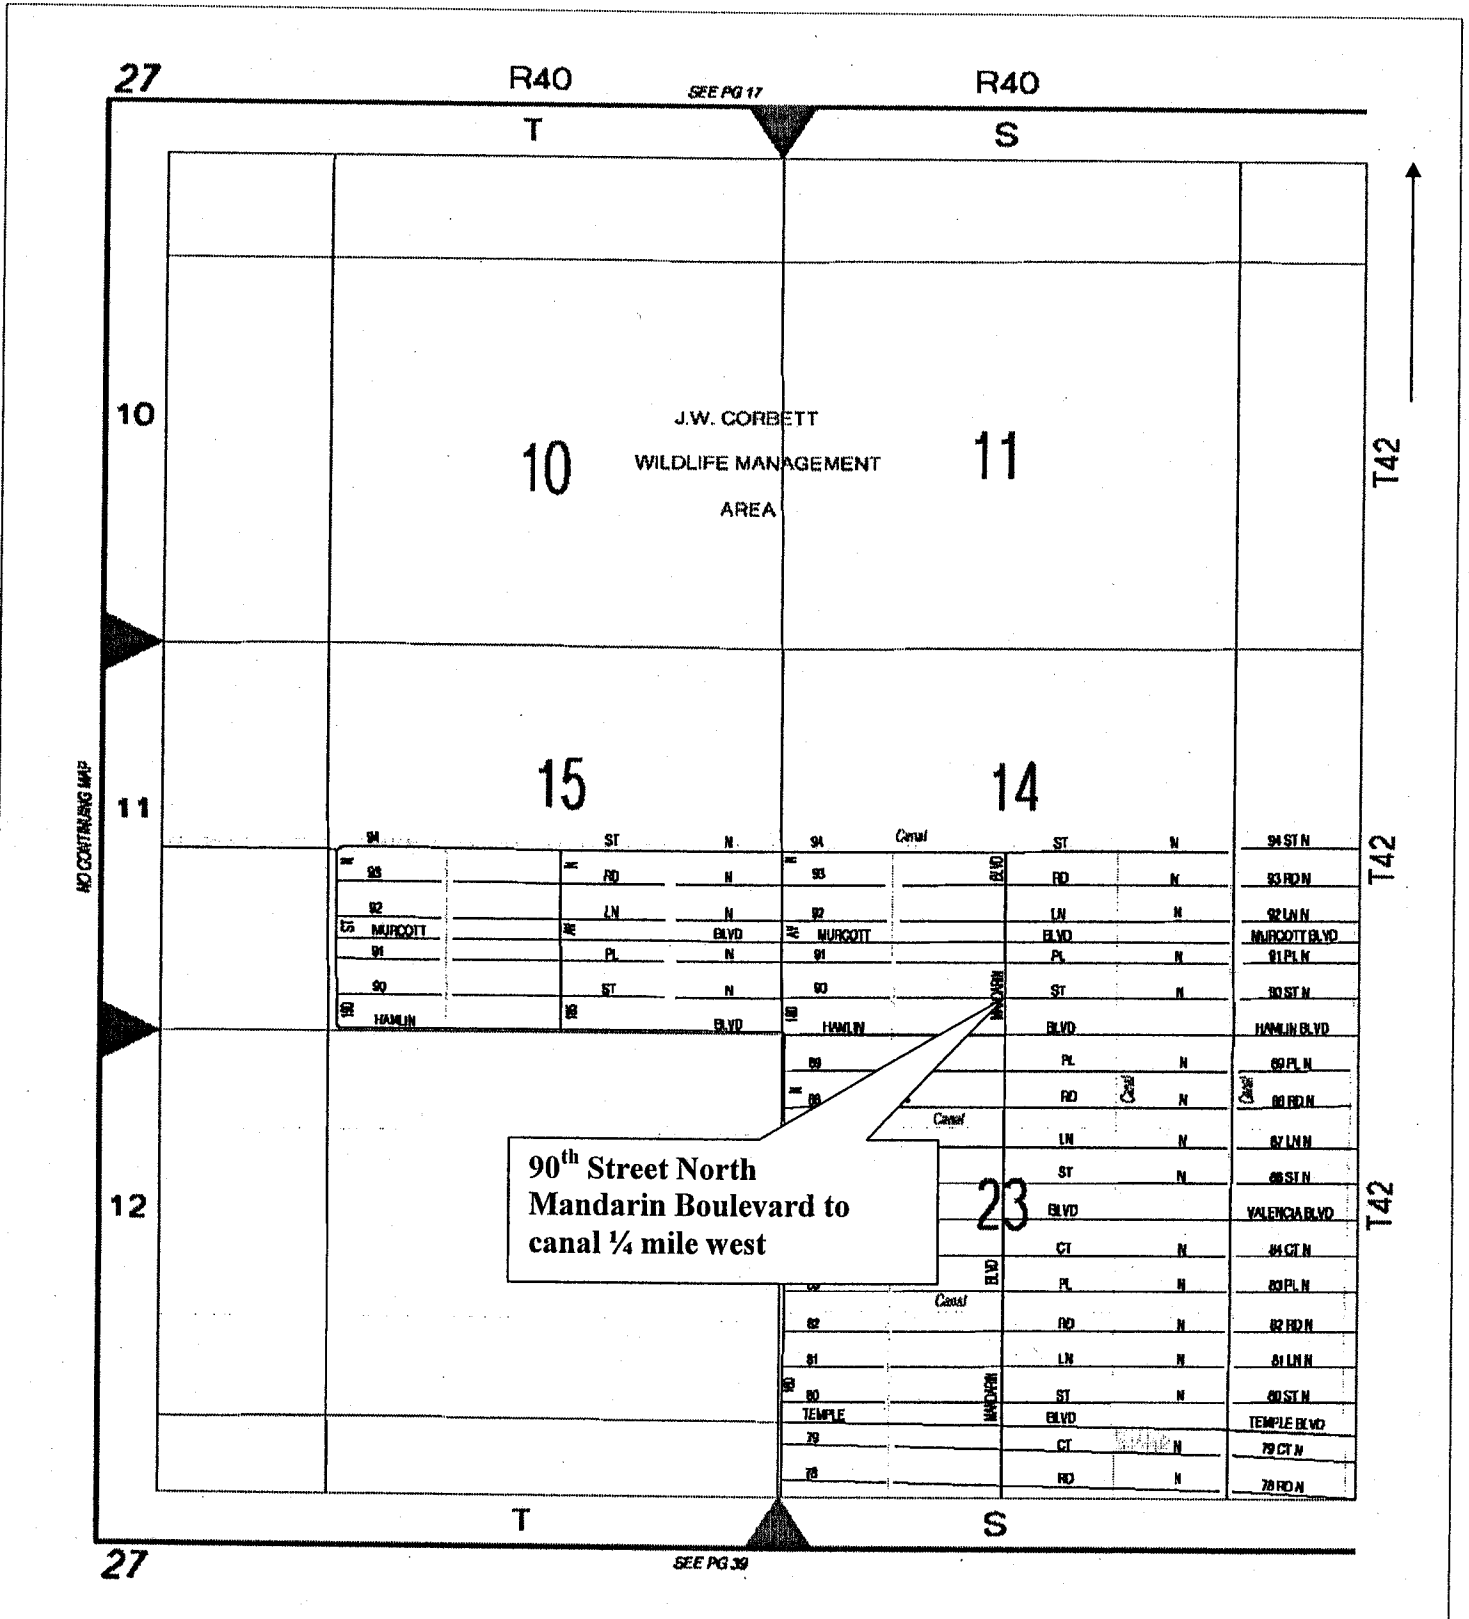 27 R40 SEE PG 17 R40
T S
10 J.W. CORBETT
10 WILDLIFE MANAGEMENT 11 T42
AREA
NO CONTINUING MAP
11 15 14 T42
94 ST N 94 Canal ST N 94 ST N
93 RD N 93 BLVD RD N 93 RD N
92 LN N 92 LN N 92 LN N
ST MURCOTT AVE BLVD AV MURCOTT BLVD MURCOTT BLVD
91 PL N 91 PL N 91 PL N
90 ST N 90 MANDARIN ST N 90 ST N
190 HAMLIN 185 BLVD 180 HAMLIN BLVD HAMLIN BLVD
89 PL N 89 PL N
88 RD Canal N Canal 88 RD N
Canal
LN N 87 LN N
90th Street North
Mandarin Boulevard to
canal ¼ mile west
12 ST N 86 ST N T42
23 BLVD VALENCIA BLVD
CT N 84 CT N
BLVD PL N 83 PL N
Canal
82 RD N 82 RD N
81 LN N 81 LN N
180 80 MANDARIN ST N 80 ST N
TEMPLE BLVD TEMPLE BLVD
79 CT N 79 CT N
78 RD N 78 RD N
T S
27 SEE PG 39